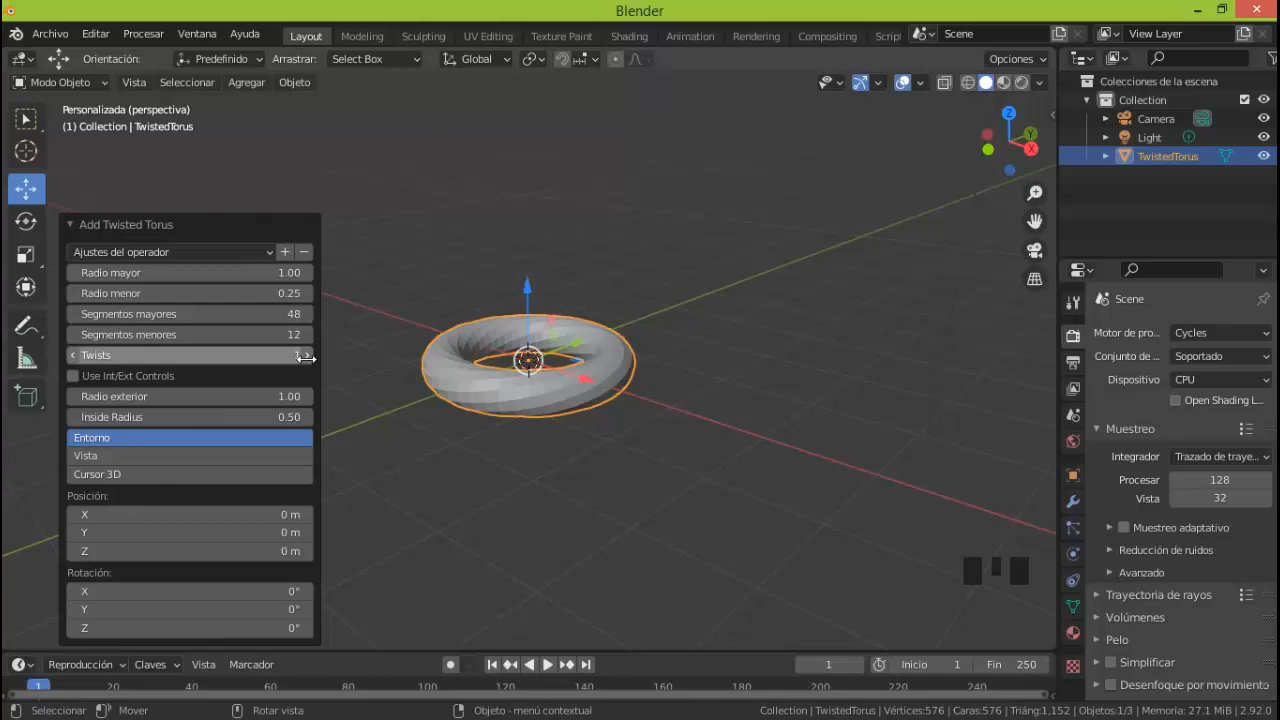 Blender
Archivo Editar Procesar Ventana Ayuda Layout Modeling Sculpting UV Editing Texture Paint Shading Animation Rendering Compositing Script Scene View Layer
Orientación: Predefinido Arrastrar: Select Box Global Opciones
Modo Objeto Vista Seleccionar Agregar Objeto
Personalizada (perspectiva)
(1) Collection | TwistedTorus
Z
Y
X
Add Twisted Torus
Ajustes del operador
Radio mayor 1.00
Radio menor 0.25
Segmentos mayores 48
Segmentos menores 12
Twists 1
Use Int/Ext Controls
Radio exterior 1.00
Inside Radius 0.50
Entorno
Vista
Cursor 3D
Posición:
X 0 m
Y 0 m
Z 0 m
Rotación:
X 0°
Y 0°
Z 0°
Colecciones de la escena
Collection
Camera
Light
TwistedTorus
Scene
Motor de pro... Cycles
Conjunto de ... Soportado
Dispositivo CPU
Open Shading L...
Muestreo
Integrador Trazado de traye...
Procesar 128
Vista 32
Muestreo adaptativo
Reducción de ruidos
Avanzado
Trayectoria de rayos
Volúmenes
Pelo
Simplificar
Desenfoque por movimiento
Reproducción Claves Vista Marcador 1 Inicio 1 Fin 250
1 20 40 60 80 100 120 140 160 180 200 220 240
Seleccionar Mover Rotar vista Objeto - menú contextual Collection | TwistedTorus | Vértices:576 | Caras:576 | Triáng:1,152 | Objetos:1/3 | Memoria: 27.1 MiB | 2.92.0